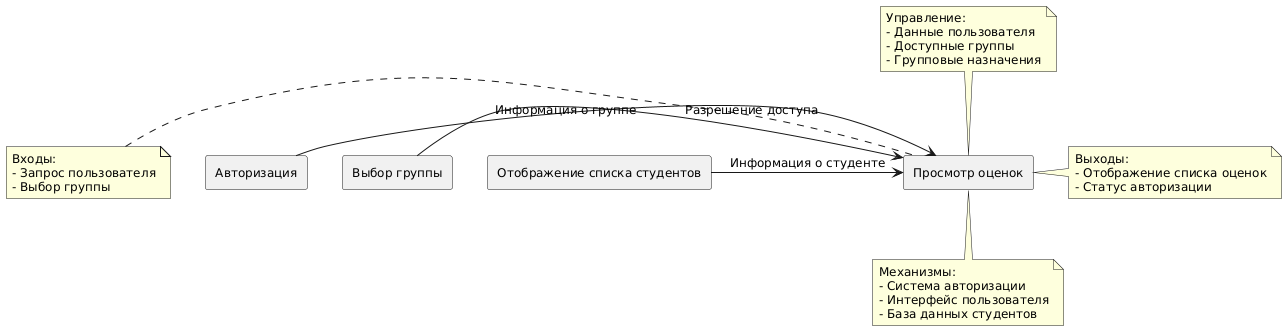 Управление:
- Данные пользователя
- Доступные группы
- Групповые назначения
Информация о группе
Разрешение доступа
Входы:
- Запрос пользователя
- Выбор группы
Авторизация
Выбор группы
Отображение списка студентов
Информация о студенте
Просмотр оценок
Выходы:
- Отображение списка оценок
- Статус авторизации
Механизмы:
- Система авторизации
- Интерфейс пользователя
- База данных студентов